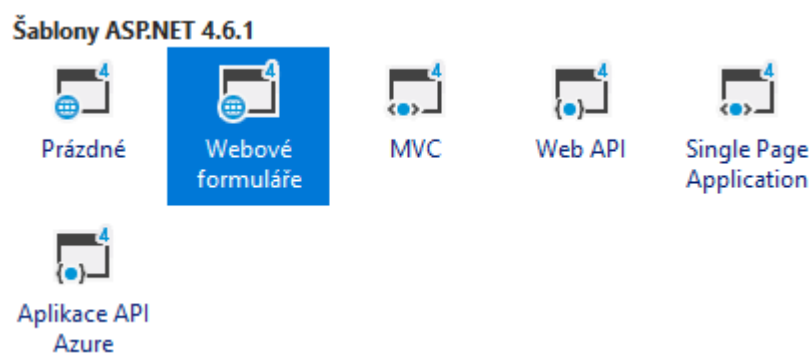 Šablony ASP.NET 4.6.1
4 4 4 4 4
Prázdné Webové formuláře MVC Web API Single Page Application
4
Aplikace API Azure